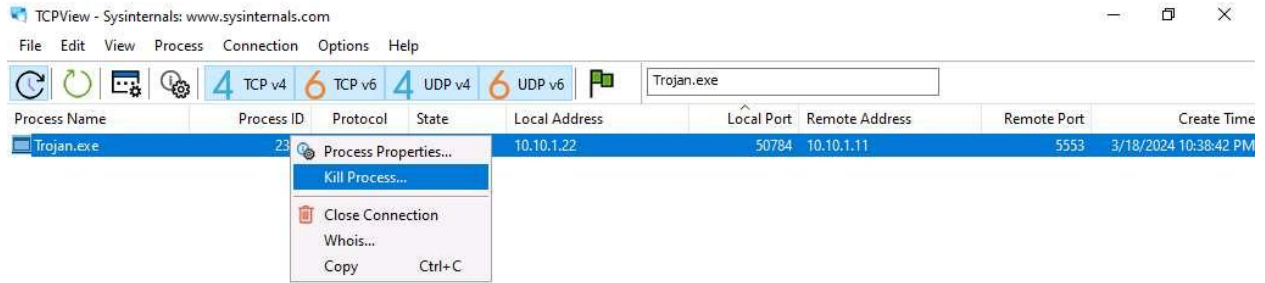 TCPView - Sysinternals: www.sysinternals.com
File Edit View Process Connection Options Help
4 TCP v4 6 TCP v6 4 UDP v4 6 UDP v6 Trojan.exe
Process Name Process ID Protocol State Local Address Local Port Remote Address Remote Port Create Time
Trojan.exe 23 10.10.1.22 50784 10.10.1.11 5553 3/18/2024 10:38:42 PM
Process Properties...
Kill Process...
Close Connection
Whois...
Copy Ctrl+C